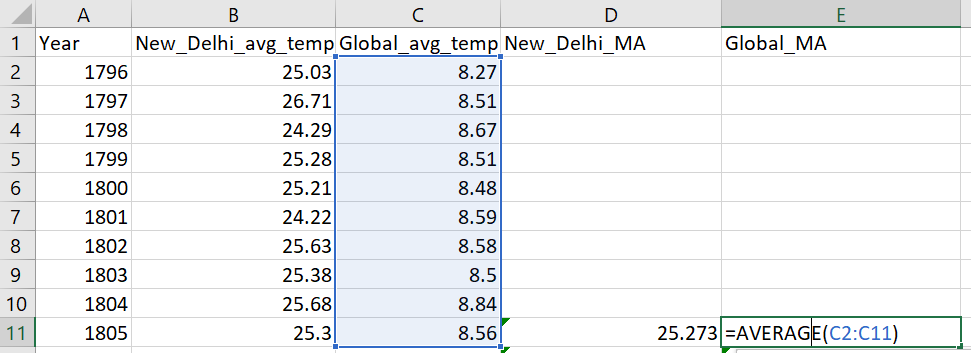 A B C D E
1 Year New_Delhi_avg_temp Global_avg_temp New_Delhi_MA Global_MA
2 1796 25.03 8.27
3 1797 26.71 8.51
4 1798 24.29 8.67
5 1799 25.28 8.51
6 1800 25.21 8.48
7 1801 24.22 8.59
8 1802 25.63 8.58
9 1803 25.38 8.5
10 1804 25.68 8.84
11 1805 25.3 8.56 25.273 =AVERAGE(C2:C11)